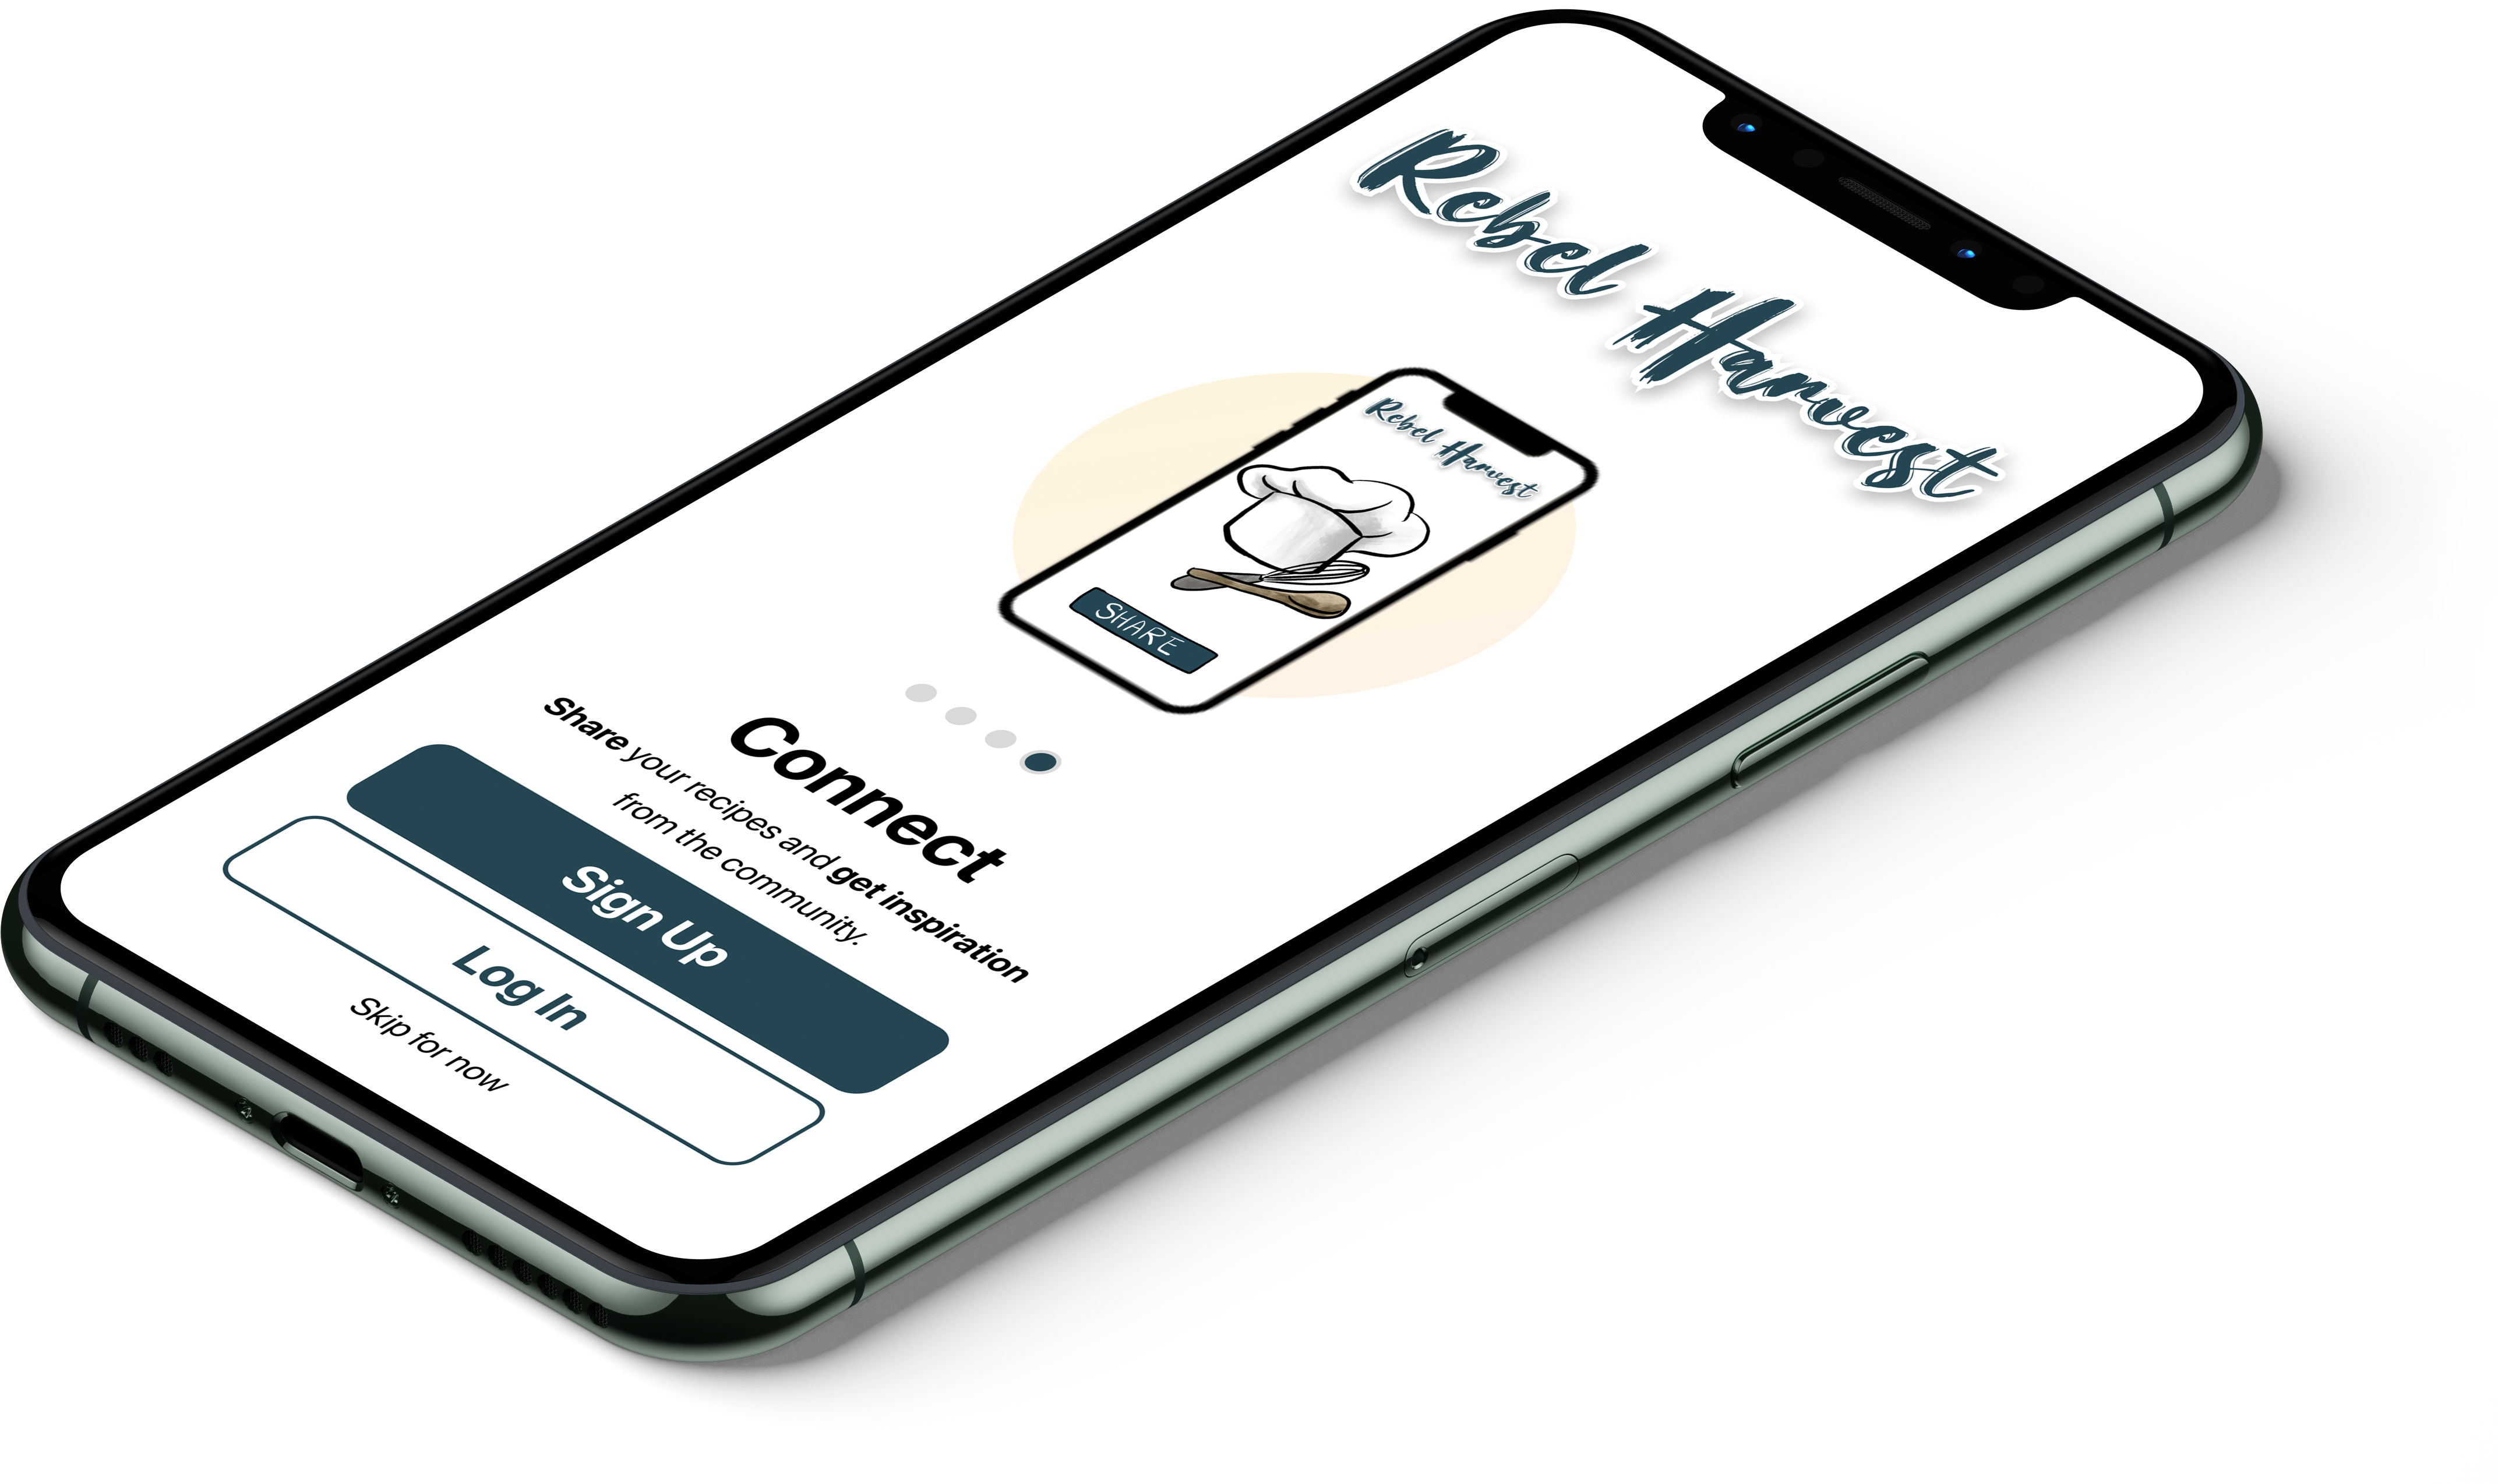 Rebel Harvest
Rebel Harvest
SHARE
Connect
Share your recipes and get inspiration
from the community.
Sign Up
Log In
Skip for now